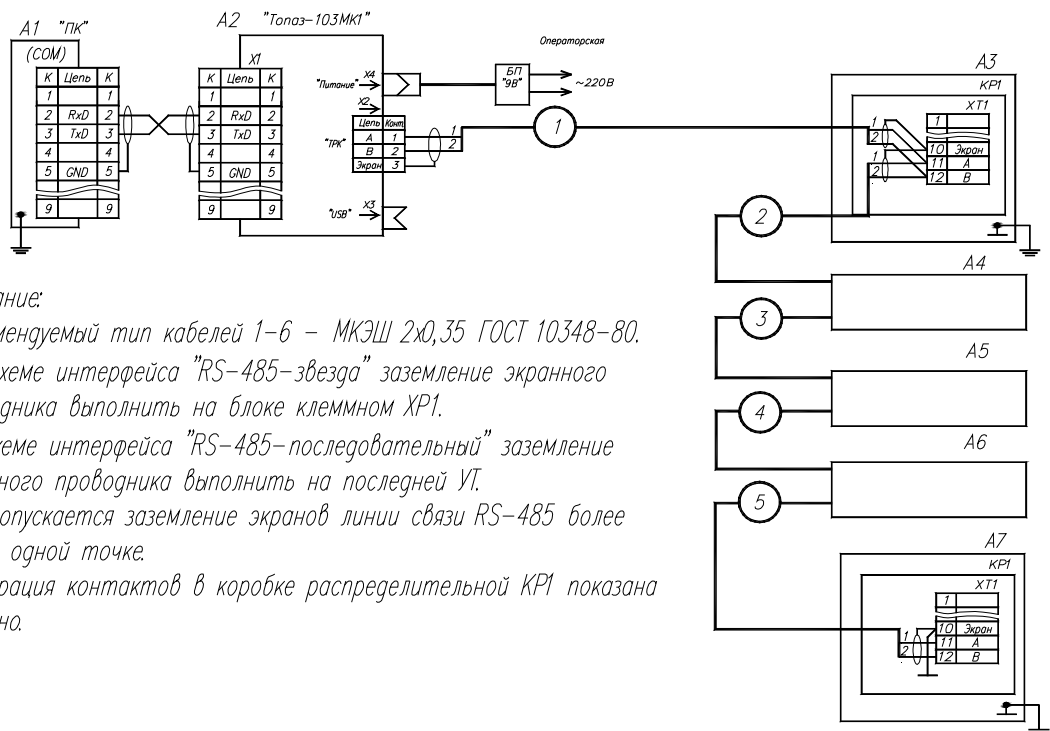 А1 "ПК"
(COM)
К Цепь К
1 1
2 RxD 2
3 TxD 3
4 4
5 GND 5
9 9
А2 "Топаз-103МК1"
X1
К Цепь К
1 1
2 RxD 2
3 TxD 3
4 4
5 GND 5
9 9
"Питание" X4
X2
Цепь Конт.
"ТРК"
А 1
В 2
Экран 3
"USB" X3
1
2
Операторская
БП
"9В"
~220В
1
А3
КР1
XT1
1
1
2
10 Экран
1
11 А
2
12 В
2
А4
3
А5
4
А6
5
А7
КР1
XT1
1
10 Экран
1
11 А
2
12 В
ание:
мендуемый тип кабелей 1-6 - МКЭШ 2х0,35 ГОСТ 10348-80.
хеме интерфейса "RS-485-звезда" заземление экранного
дника выполнить на блоке клеммном ХР1.
хеме интерфейса "RS-485-последовательный" заземление
ного проводника выполнить на последней УТ.
опускается заземление экранов линии связи RS-485 более
одной точке.
рация контактов в коробке распределительной КР1 показана
но.